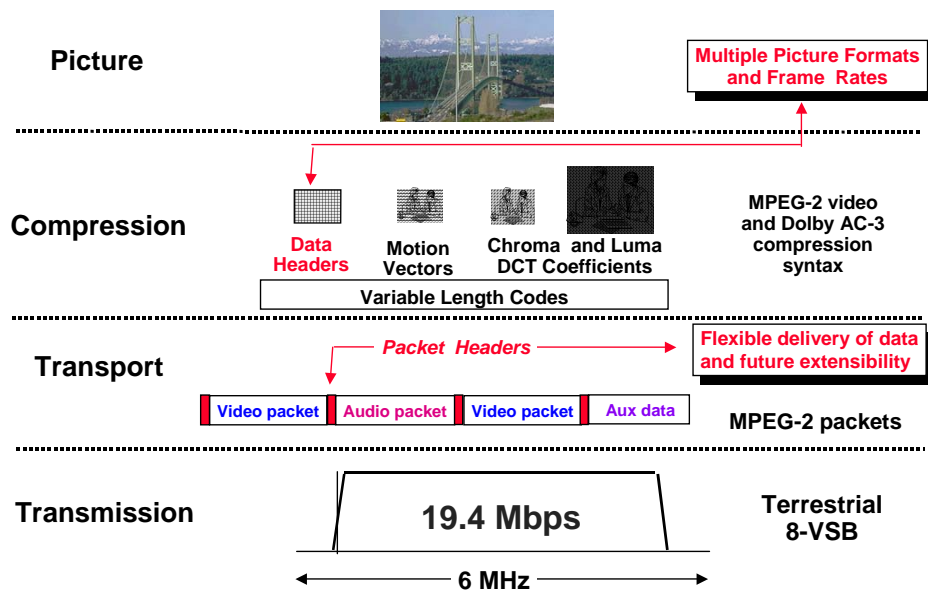 Picture
Multiple Picture Formats
and Frame Rates
Compression
Data
Headers
Motion
Vectors
Chroma and Luma
DCT Coefficients
Variable Length Codes
MPEG-2 video
and Dolby AC-3
compression
syntax
Transport
Packet Headers
Flexible delivery of data
and future extensibility
Video packet Audio packet Video packet Aux data
MPEG-2 packets
Transmission
19.4 Mbps
Terrestrial
8-VSB
6 MHz